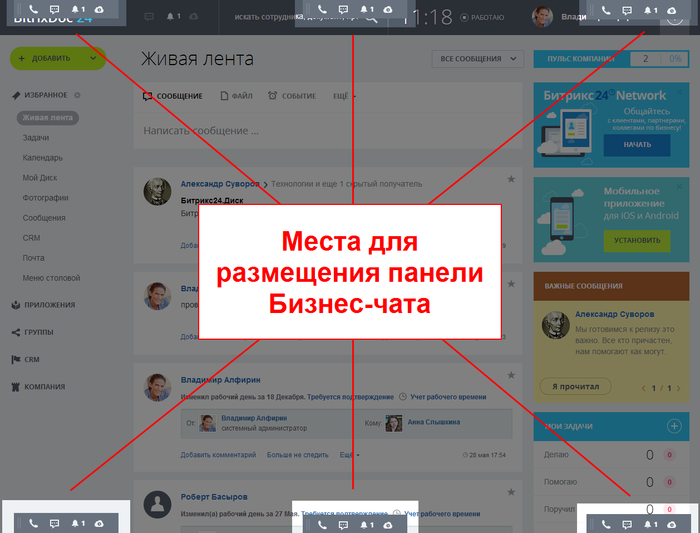 BitrixDoc 24
1
1
1
искать сотрудника, документ, пр
11:18
РАБОТАЮ
Влади
ДОБАВИТЬ
Живая лента
ВСЕ СООБЩЕНИЯ
ПУЛЬС КОМПАНИИ
2
0%
ИЗБРАННОЕ
Живая лента
Задачи
Календарь
Мой Диск
Фотографии
Сообщения
CRM
Почта
Меню столовой
ПРИЛОЖЕНИЯ
ГРУППЫ
CRM
КОМПАНИЯ
СООБЩЕНИЕ
ФАЙЛ
СОБЫТИЕ
ЕЩЁ
Написать сообщение ...
Александр Суворов > Технологии и еще 1 скрытый получатель
Битрикс24.Диск
Места для
размещения панели
Бизнес-чата
Владимир Алфирин
Изменил рабочий день за 18 Декабря. Требуется подтверждение Учет рабочего времени
От:
Владимир Алфирин
системный администратор
Кому:
Анна Слышкина
Добавить комментарий
Больше не следить
Ещё
28 мая 17:54
Роберт Басыров
Изменил(а) рабочий день за 27 Мая. Требуется подтверждение Учет рабочего времени
Битрикс24 Network
Общайтесь
с клиентами, партнерами,
коллегами по бизнесу!
НАЧАТЬ
Мобильное
приложение
для iOS и Android
УСТАНОВИТЬ
ВАЖНЫЕ СООБЩЕНИЯ
Александр Суворов
Мы готовимся к релизу это
важно. Все кто причастен,
нам помогают как могут
Я прочитал
1 / 1
МОИ ЗАДАЧИ
Делаю
0
0
Помогаю
0
0
Поручил
0
0
1
1
1